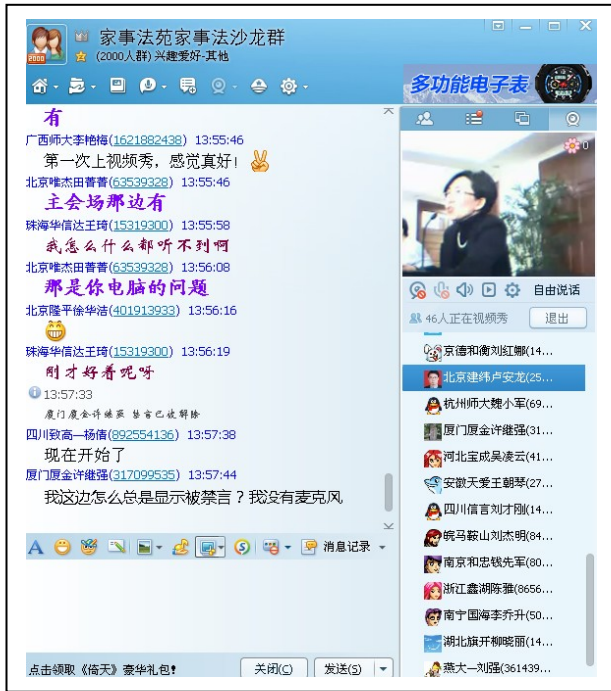 家事法苑家事法沙龙群
2000
(2000人群) 兴趣爱好-其他
多功能电子表
有
广西师大李艳梅(1621882438) 13:55:46
第一次上视频秀，感觉真好！
北京唯杰田菁菁(63539328) 13:55:46
主会场那边有
珠海华信达王琦(15319300) 13:55:58
我怎么什么都听不到啊
北京唯杰田菁菁(63539328) 13:56:08
那是你电脑的问题
北京隆平徐华洁(401913933) 13:56:16
珠海华信达王琦(15319300) 13:56:19
刚才好着呢呀
13:57:33
厦门厦金许继强 禁言已被解除
四川致高—杨倩(892554136) 13:57:38
现在开始了
厦门厦金许继强(317099535) 13:57:44
我这边怎么总是显示被禁言？我没有麦克风
消息记录
点击领取《倚天》豪华礼包！
关闭(C)
发送(S)
0
自由说话
46人正在视频秀
退出
京德和衡刘红娜(14...
北京建纬卢安龙(25...
杭州师大魏小军(69...
厦门厦金许继强(31...
河北宝成吴凌云(41...
安徽天爱王朝琴(27...
四川信言刘才刚(14...
皖马鞍山刘杰明(84...
南京和忠钱先军(80...
浙江鑫湖陈雅(8656...
南宁国海李乔升(50...
湖北旗开柳晓丽(14...
燕大—刘强(361439...